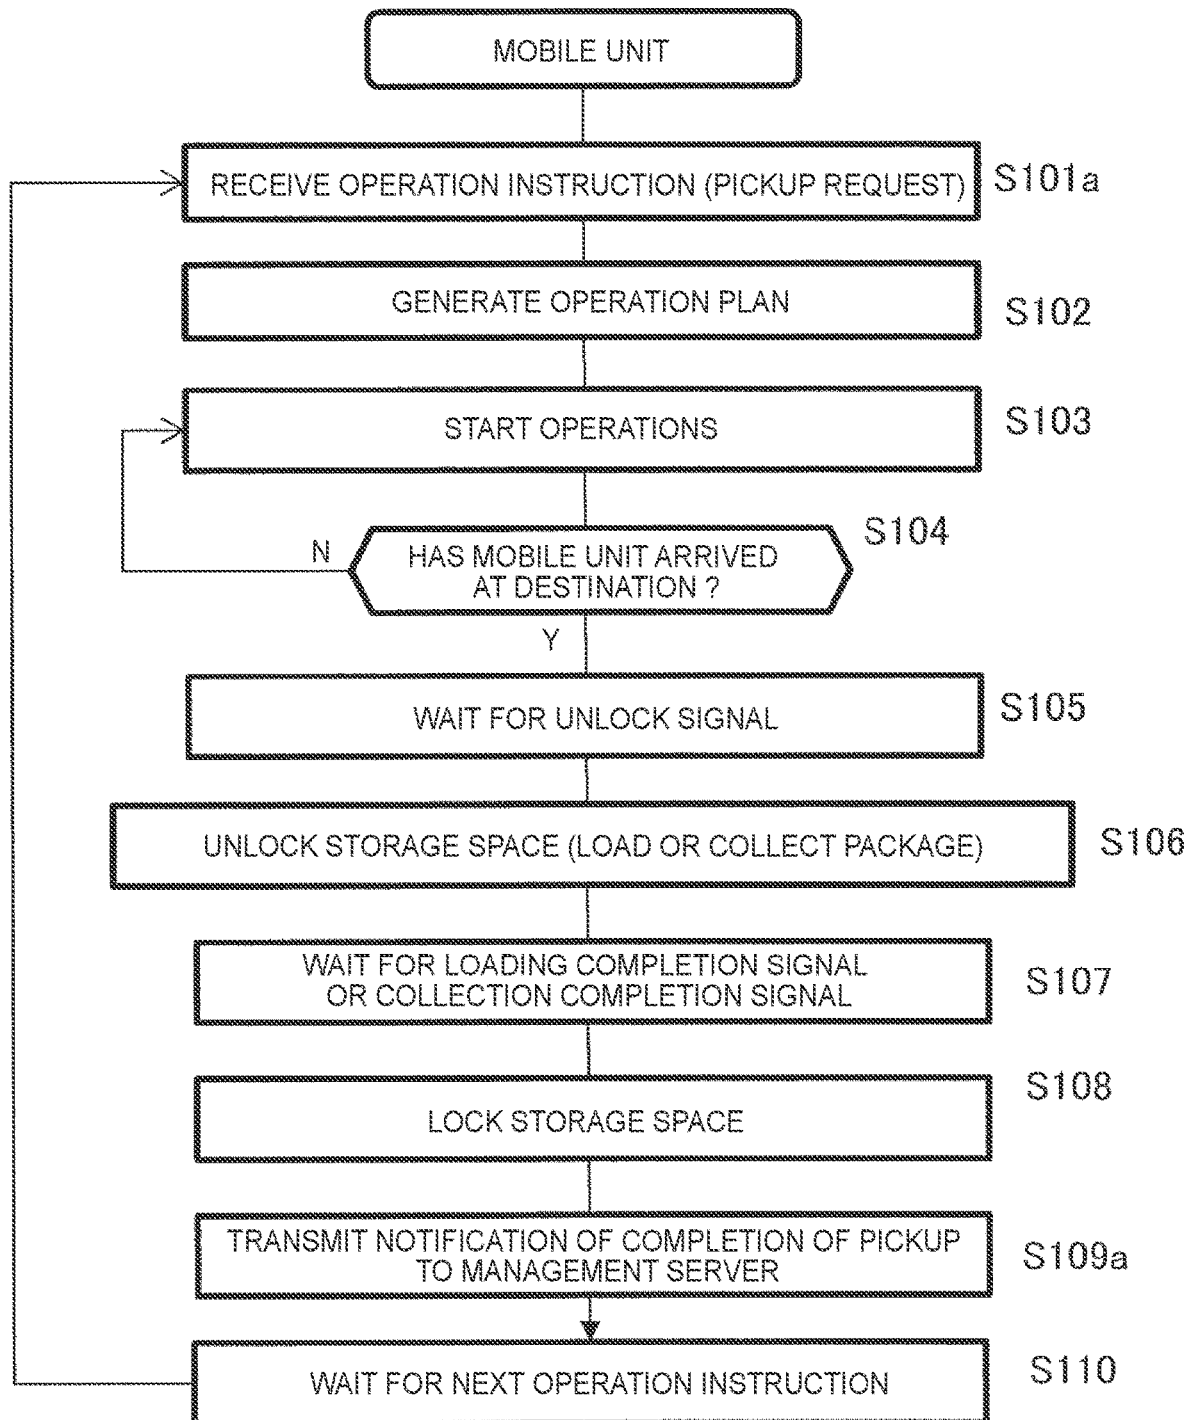 MOBILE UNIT
RECEIVE OPERATION INSTRUCTION (PICKUP REQUEST)
S101a
GENERATE OPERATION PLAN
S102
START OPERATIONS
S103
HAS MOBILE UNIT ARRIVED
AT DESTINATION ?
S104
N
Y
WAIT FOR UNLOCK SIGNAL
S105
UNLOCK STORAGE SPACE (LOAD OR COLLECT PACKAGE)
S106
WAIT FOR LOADING COMPLETION SIGNAL
OR COLLECTION COMPLETION SIGNAL
S107
LOCK STORAGE SPACE
S108
TRANSMIT NOTIFICATION OF COMPLETION OF PICKUP
TO MANAGEMENT SERVER
S109a
WAIT FOR NEXT OPERATION INSTRUCTION
S110